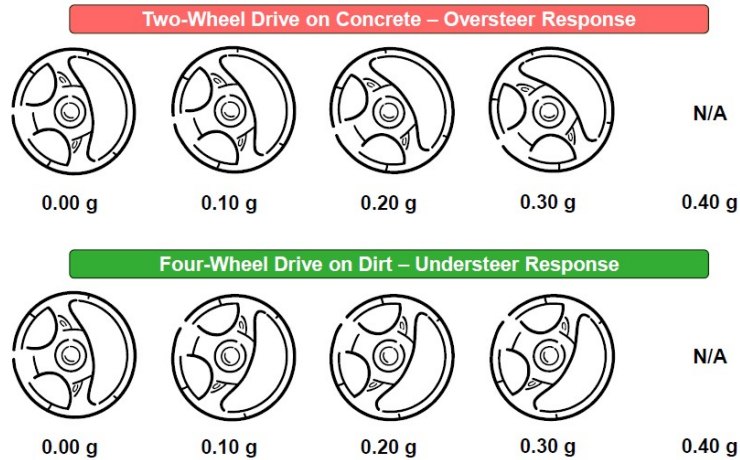 Two-Wheel Drive on Concrete – Oversteer Response
N/A
0.00 g 0.10 g 0.20 g 0.30 g 0.40 g
Four-Wheel Drive on Dirt – Understeer Response
N/A
0.00 g 0.10 g 0.20 g 0.30 g 0.40 g